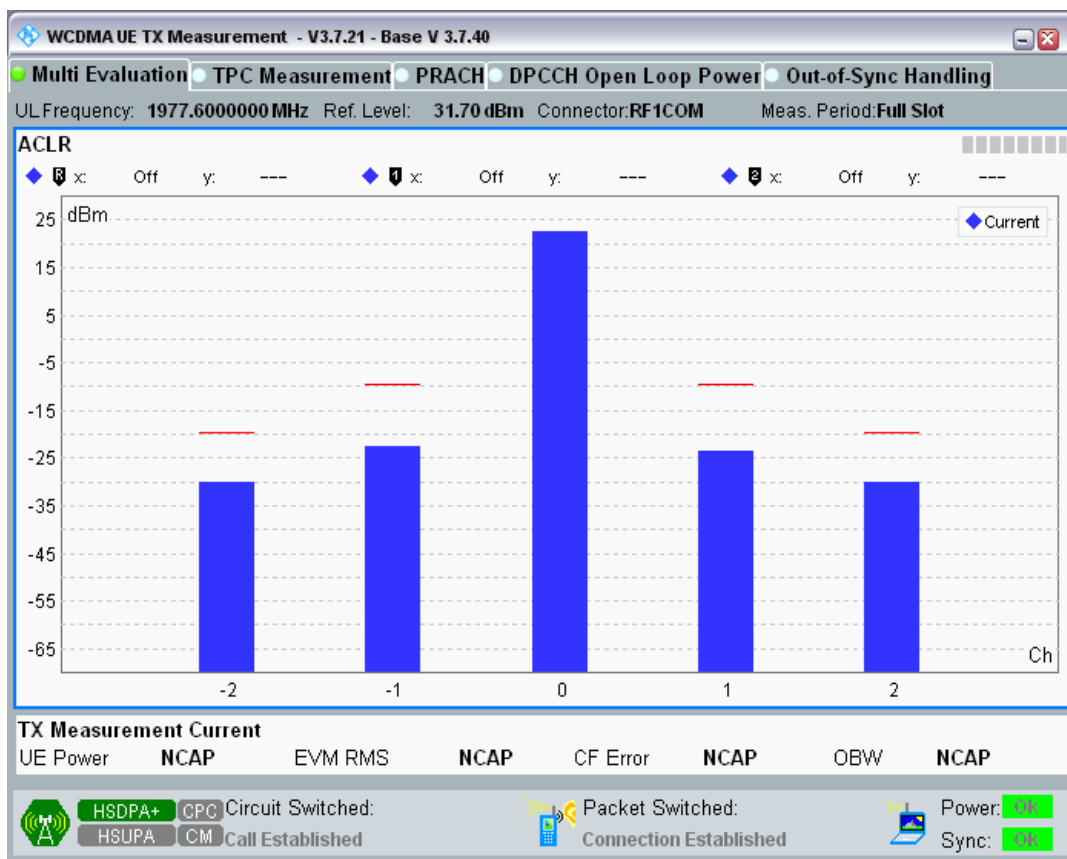 WCDMA UE TX Measurement - V3.7.21 - Base V 3.7.40
Multi Evaluation TPC Measurement PRACH DPCCH Open Loop Power Out-of-Sync Handling
UL Frequency: 1977.6000000 MHz Ref. Level: 31.70 dBm Connector:RF1COM Meas. Period:Full Slot
ACLR
R x: Off y: --- 1 x: Off y: --- 2 x: Off y: ---
dBm
Current
25
15
5
-5
-15
-25
-35
-45
-55
-65
Ch
-2 -1 0 1 2
TX Measurement Current
UE Power NCAP EVM RMS NCAP CF Error NCAP OBW NCAP
HSDPA+ CPC Circuit Switched: Packet Switched: Power: Ok
HSUPA CM Call Established Connection Established Sync: Ok